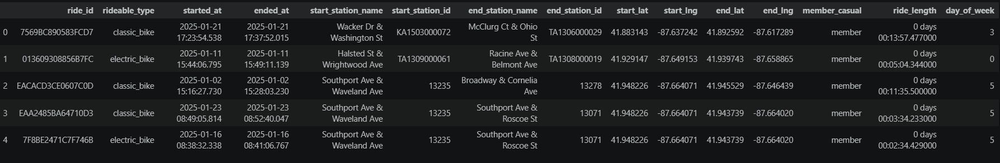 ride_id rideable_type started_at ended_at start_station_name start_station_id end_station_name end_station_id start_lat start_lng end_lat end_lng member_casual ride_length day_of_week
2025-01-21 2025-01-21 Wacker Dr & McClurg Ct & Ohio 0 days
0 7569BC890583FCD7 classic_bike KA1503000072 TA1306000029 41.883143 -87.637242 41.892592 -87.617289 member 3
17:23:54.538 17:37:52.015 Washington St St 00:13:57.477000
2025-01-11 2025-01-11 Halsted St & Racine Ave & 0 days
1 013609308856B7FC electric_bike TA1309000061 TA1308000019 41.929147 -87.649153 41.939743 -87.658865 member 0
15:44:06.795 15:49:11.139 Wrightwood Ave Belmont Ave 00:05:04.344000
2025-01-02 2025-01-02 Southport Ave & Broadway & Cornelia 0 days
2 EACACD3CE0607C0D classic_bike 13235 13278 41.948226 -87.664071 41.945529 -87.646439 member 5
15:16:27.730 15:28:03.230 Waveland Ave Ave 00:11:35.500000
2025-01-23 2025-01-23 Southport Ave & Southport Ave & 0 days
3 EAA2485BA64710D3 classic_bike 13235 13071 41.948226 -87.664071 41.943739 -87.664020 member 5
08:49:05.814 08:52:40.047 Waveland Ave Roscoe St 00:03:34.233000
2025-01-16 2025-01-16 Southport Ave & Southport Ave & 0 days
4 7F8BE2471C7F746B electric_bike 13235 13071 41.948226 -87.664071 41.943739 -87.664020 member 5
08:38:32.338 08:41:06.767 Waveland Ave Roscoe St 00:02:34.429000